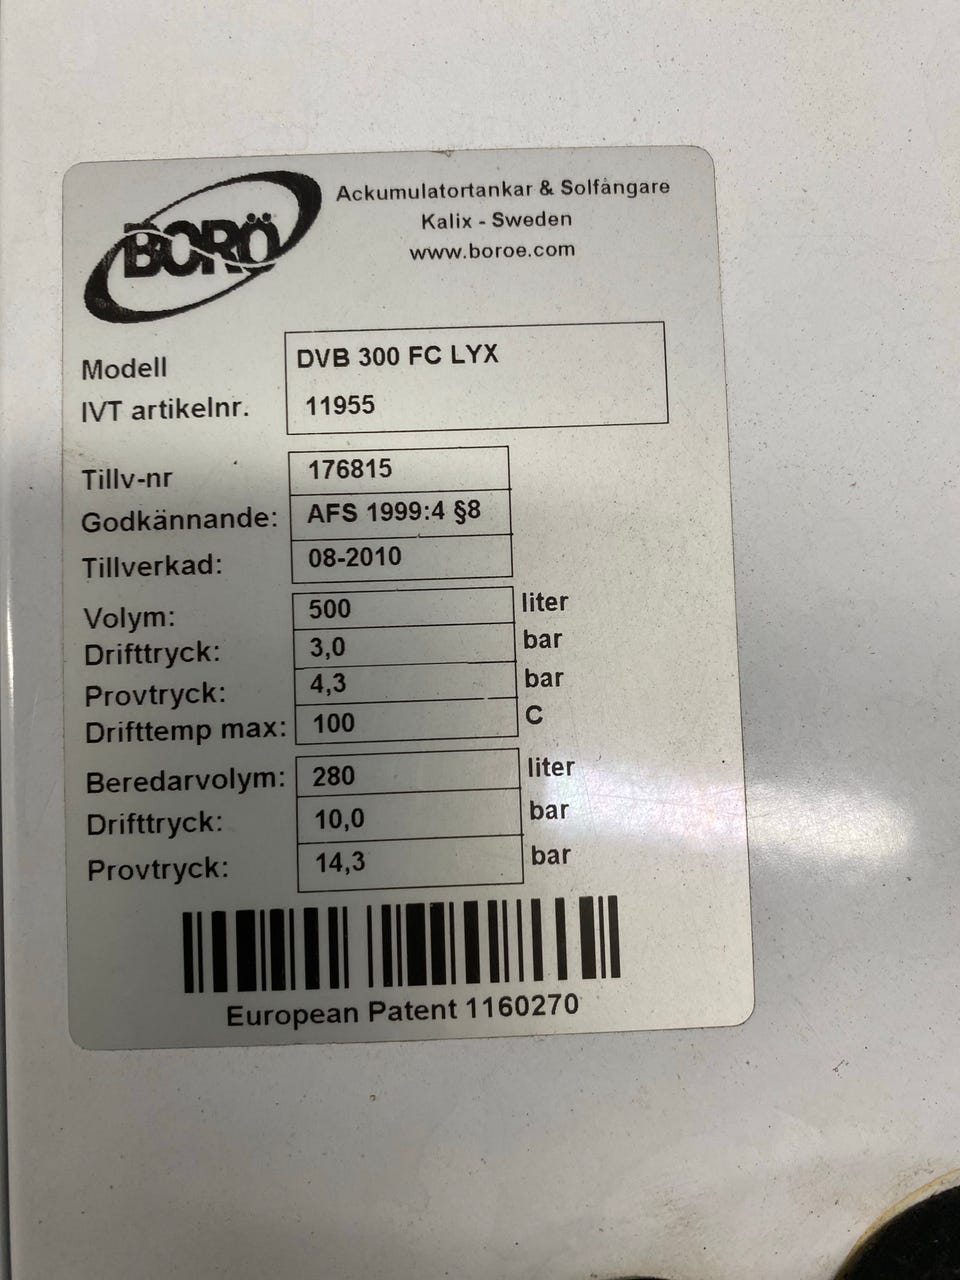 BORÖ
Ackumulatortankar & Solfångare
Kalix - Sweden
www.boroe.com
Modell DVB 300 FC LYX
IVT artikelnr. 11955
Tillv-nr 176815
Godkännande: AFS 1999:4 §8
Tillverkad: 08-2010
Volym: 500 liter
Drifttryck: 3,0 bar
Provtryck: 4,3 bar
Drifttemp max: 100 C
Beredarvolym: 280 liter
Drifttryck: 10,0 bar
Provtryck: 14,3 bar
European Patent 1160270